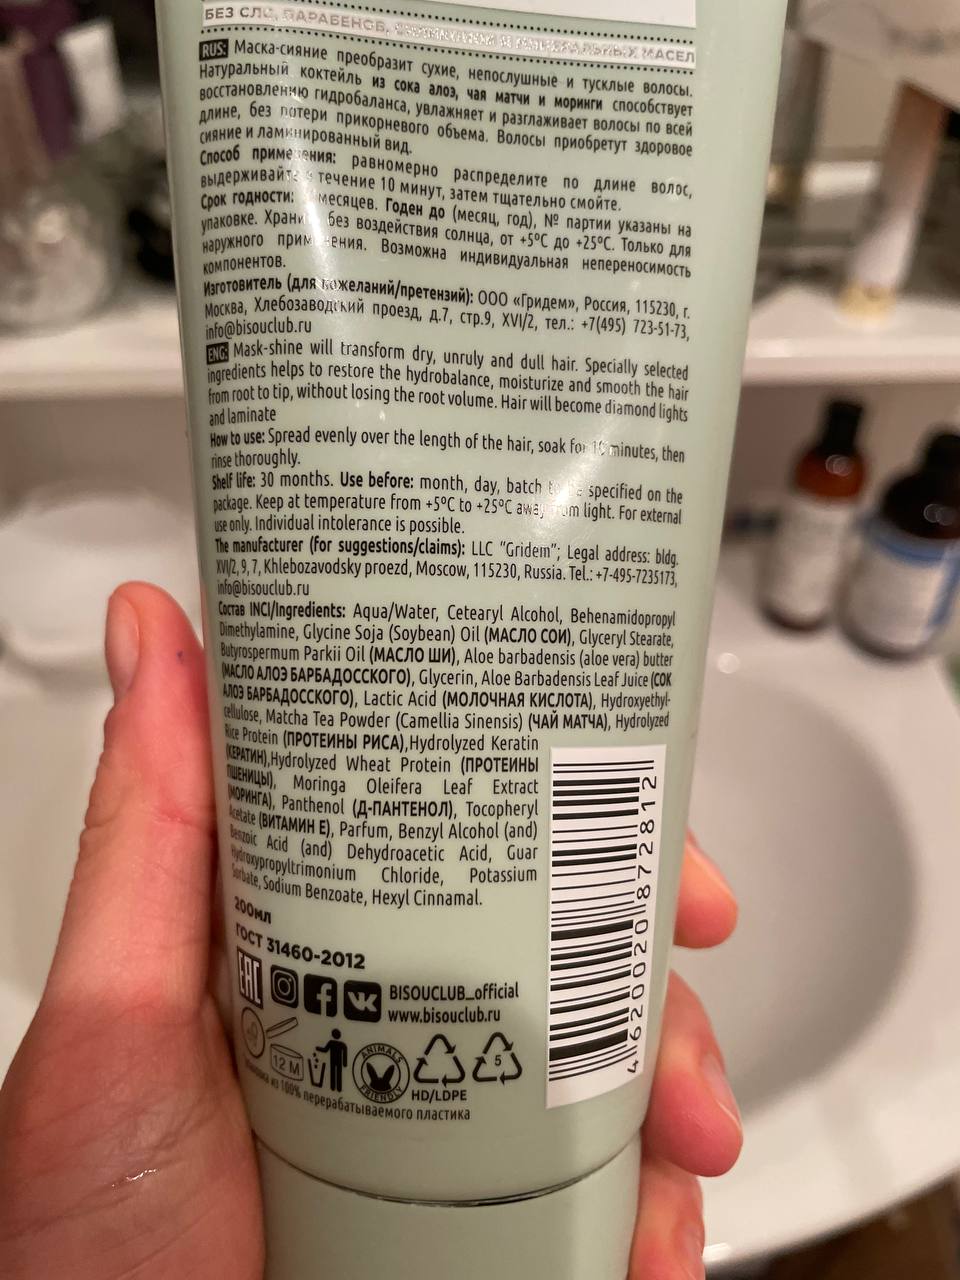 БЕЗ СЛС, ПАРАБЕНОВ, СИЛИКОНОВ И МИНЕРАЛЬНЫХ МАСЕЛ
RUS: Маска-сияние преобразит сухие, непослушные и тусклые волосы.
Натуральный коктейль из сока алоэ, чая матчи и моринги способствует
восстановлению гидробаланса, увлажняет и разглаживает волосы по всей
длине, без потери прикорневого объема. Волосы приобретут здоровое
сияние и ламинированный вид.
Способ применения: равномерно распределите по длине волос,
выдерживайте в течение 10 минут, затем тщательно смойте.
Срок годности: месяцев. Годен до (месяц, год), № партии указаны на
упаковке. Хранить без воздействия солнца, от +5°C до +25°C. Только для
наружного применения. Возможна индивидуальная непереносимость
компонентов.
Изготовитель (для пожеланий/претензий): ООО «Гридем», Россия, 115230, г.
Москва, Хлебозаводский проезд, д.7, стр.9, XVI/2, тел.: +7(495) 723-51-73,
info@bisouclub.ru
ENG: Mask-shine will transform dry, unruly and dull hair. Specially selected
ingredients helps to restore the hydrobalance, moisturize and smooth the hair
from root to tip, without losing the root volume. Hair will become diamond lights
and laminate
How to use: Spread evenly over the length of the hair, soak for 10 minutes, then
rinse thoroughly.
Shelf life: 30 months. Use before: month, day, batch to be specified on the
package. Keep at temperature from +5°C to +25°C away from light. For external
use only. Individual intolerance is possible.
The manufacturer (for suggestions/claims): LLC “Gridem”; Legal address: bldg.
XVI/2, 9, 7, Khlebozavodsky proezd, Moscow, 115230, Russia. Tel.: +7-495-7235173,
info@bisouclub.ru
Состав INCI/Ingredients: Aqua/Water, Cetearyl Alcohol, Behenamidopropyl
Dimethylamine, Glycine Soja (Soybean) Oil (МАСЛО СОИ), Glyceryl Stearate,
Butyrospermum Parkii Oil (МАСЛО ШИ), Aloe barbadensis (aloe vera) butter
(МАСЛО АЛОЭ БАРБАДОССКОГО), Glycerin, Aloe Barbadensis Leaf Juice (СОК
АЛОЭ БАРБАДОССКОГО), Lactic Acid (МОЛОЧНАЯ КИСЛОТА), Hydroxyethyl-
cellulose, Matcha Tea Powder (Camellia Sinensis) (ЧАЙ МАТЧА), Hydrolyzed
Rice Protein (ПРОТЕИНЫ РИСА),Hydrolyzed Keratin
(КЕРАТИН),Hydrolyzed Wheat Protein (ПРОТЕИНЫ
ПШЕНИЦЫ), Moringa Oleifera Leaf Extract
(МОРИНГА), Panthenol (Д-ПАНТЕНОЛ), Tocopheryl
Acetate (ВИТАМИН Е), Parfum, Benzyl Alcohol (and)
Benzoic Acid (and) Dehydroacetic Acid, Guar
Hydroxypropyltrimonium Chloride, Potassium
Sorbate, Sodium Benzoate, Hexyl Cinnamal.
200мл
ГОСТ 31460-2012
EAC
BISOUCLUB_official
www.bisouclub.ru
12 M
ANIMALS FRIENDLY
HD/LDPE
5
Упаковка из 100% перерабатываемого пластика
4620020872812